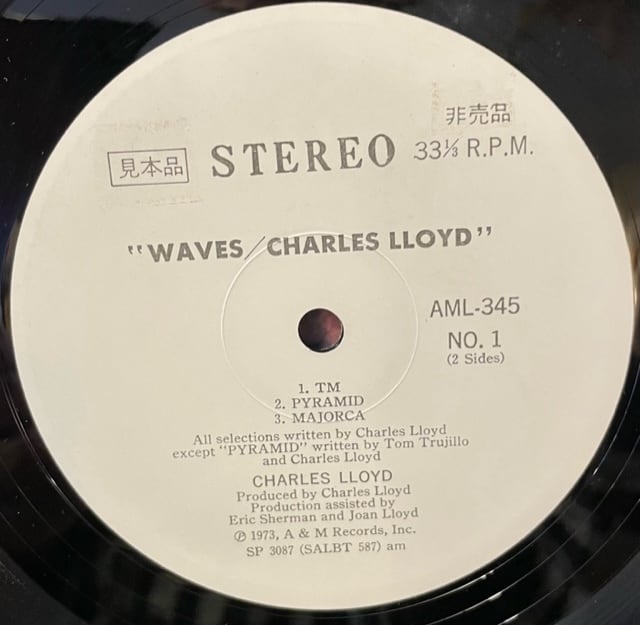 非売品
見本品 STEREO 33⅓ R.P.M.
"WAVES/CHARLES LLOYD"
AML-345
NO. 1
(2 Sides)
1. TM
2. PYRAMID
3. MAJORCA
All selections written by Charles Lloyd
except "PYRAMID" written by Tom Trujillo
and Charles Lloyd
CHARLES LLOYD
Produced by Charles Lloyd
Production assisted by
Eric Sherman and Joan Lloyd
℗ 1973, A & M Records, Inc.
SP 3087 (SALBT 587) am